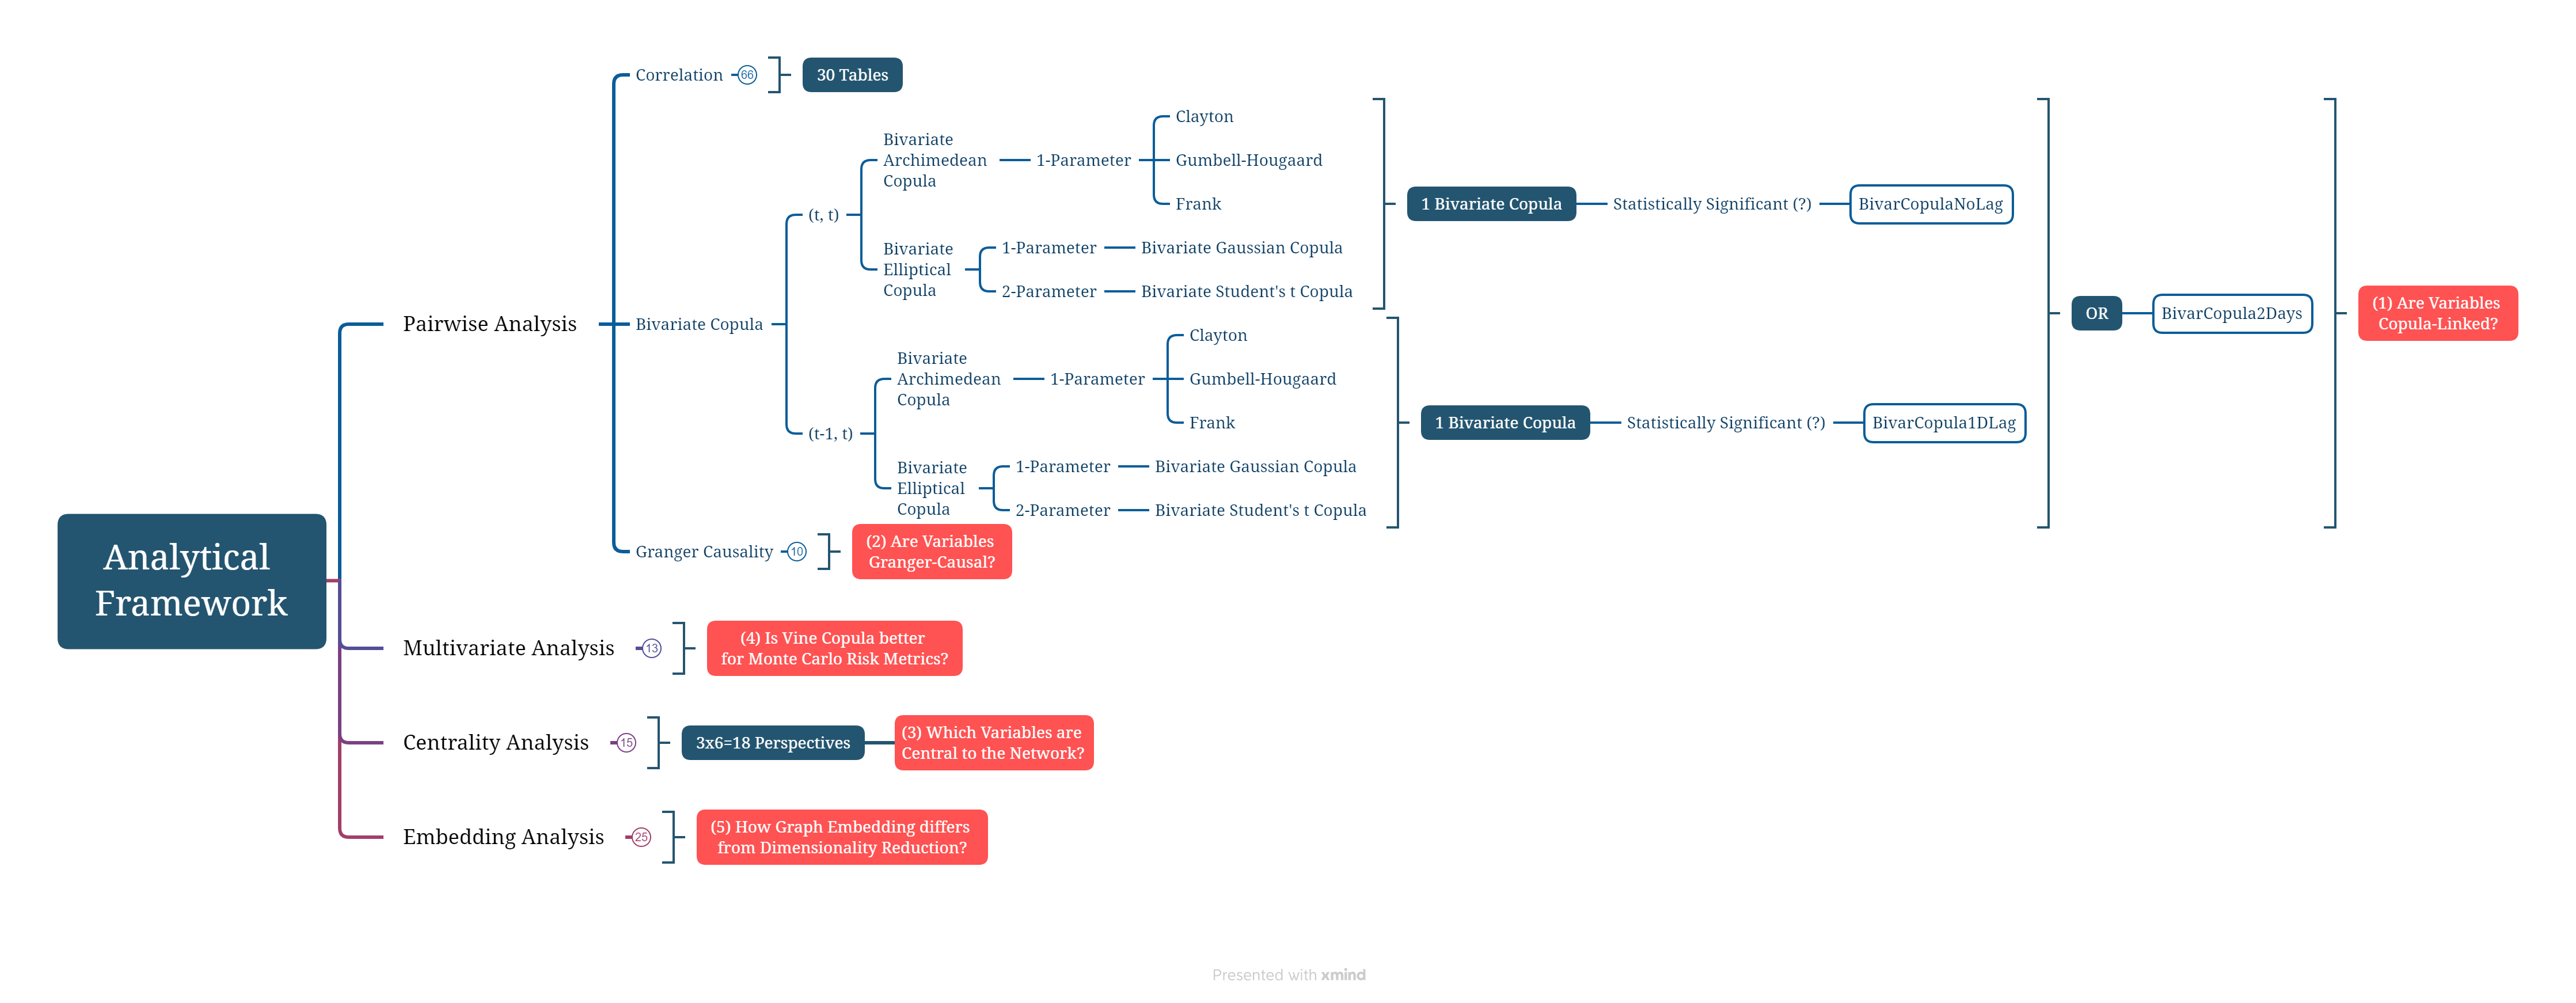 Analytical
Framework
Pairwise Analysis
Correlation
66
30 Tables
Bivariate Copula
(t, t)
Bivariate
Archimedean
Copula
1-Parameter
Clayton
Gumbell-Hougaard
Frank
Bivariate
Elliptical
Copula
1-Parameter
Bivariate Gaussian Copula
2-Parameter
Bivariate Student's t Copula
1 Bivariate Copula
Statistically Significant (?)
BivarCopulaNoLag
(t-1, t)
Bivariate
Archimedean
Copula
1-Parameter
Clayton
Gumbell-Hougaard
Frank
Bivariate
Elliptical
Copula
1-Parameter
Bivariate Gaussian Copula
2-Parameter
Bivariate Student's t Copula
1 Bivariate Copula
Statistically Significant (?)
BivarCopula1DLag
OR
BivarCopula2Days
(1) Are Variables
Copula-Linked?
Granger Causality
10
(2) Are Variables
Granger-Causal?
Multivariate Analysis
13
(4) Is Vine Copula better
for Monte Carlo Risk Metrics?
Centrality Analysis
15
3x6=18 Perspectives
(3) Which Variables are
Central to the Network?
Embedding Analysis
25
(5) How Graph Embedding differs
from Dimensionality Reduction?
Presented with xmind